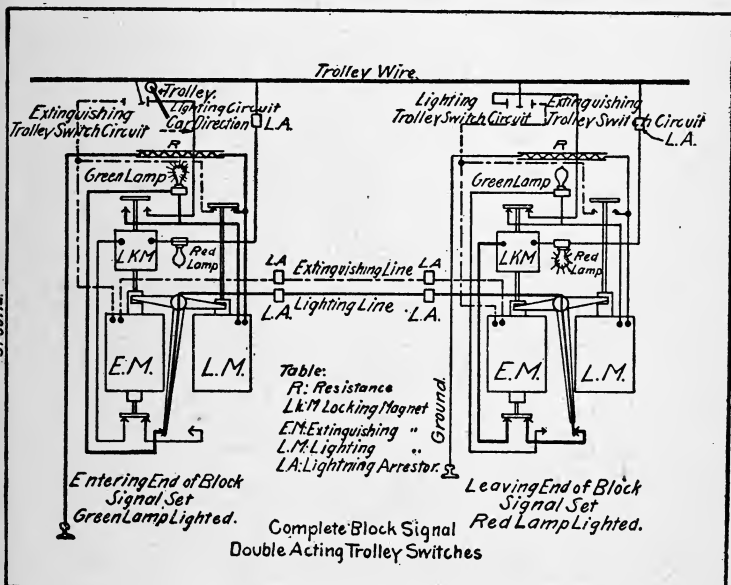 Trolley Wire.
Trolley.
Lighting Circuit
Car Direction
Extinguishing
Trolley Switch Circuit
L.A.
Lighting
Trolley Switch Circuit
Extinguishing
Trolley Switch Circuit
L.A.
R
Green Lamp
R
Green Lamp
LKM
Red
Lamp
LKM
Red
Lamp
LA
Extinguishing Line
L.A.
L.A.
Lighting Line
L.A.
E.M.
L.M.
E.M.
L.M.
Table:
R: Resistance
Lk:M Locking Magnet
E.M: Extinguishing "
L.M: Lighting "
LA: Lightning Arrestor.
Ground.
Entering End of Block
Signal Set
Green Lamp Lighted.
Leaving End of Block
Signal Set
Red Lamp Lighted.
Complete Block Signal
Double Acting Trolley Switches